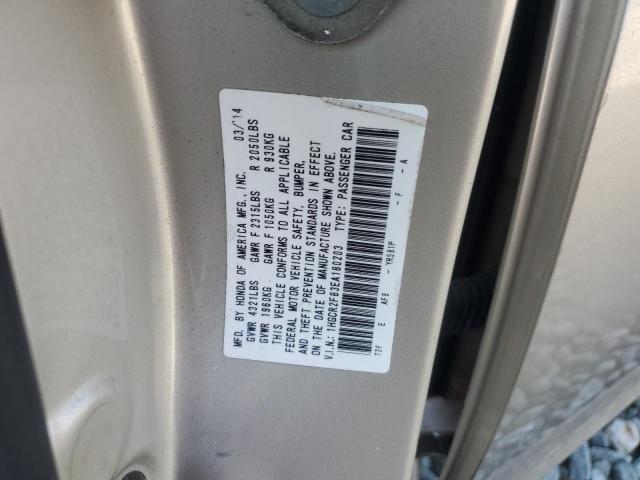 MFD. BY HONDA OF AMERICA MFG., INC. 03/'14
GVWR 4321LBS GAWR F 2315LBS R 2050LBS
GVWR 1960KG GAWR F 1050KG R 930KG
THIS VEHICLE CONFORMS TO ALL APPLICABLE
FEDERAL MOTOR VEHICLE SAFETY, BUMPER,
AND THEFT PREVENTION STANDARDS IN EFFECT
ON THE DATE OF MANUFACTURE SHOWN ABOVE.
V.I.N.: 1HGCR2F83EA180203 TYPE: PASSENGER CAR
T2F E AF9 - YR581P - F - A